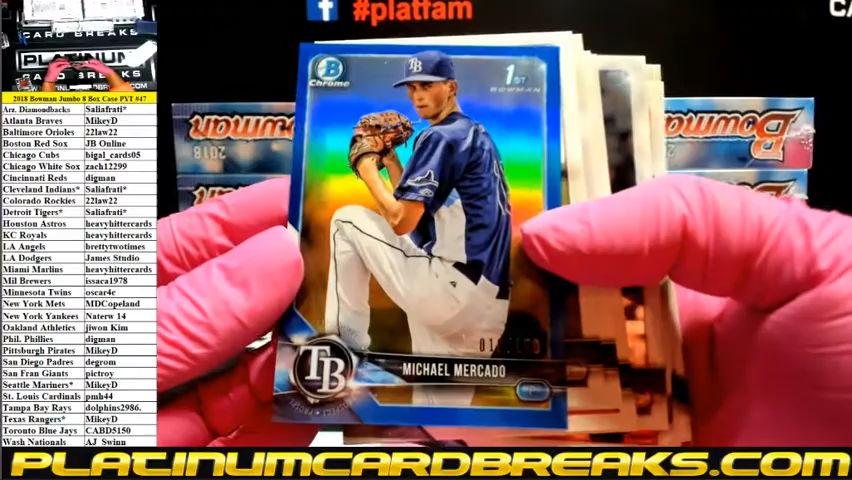 #platfam
CARD BREAKS
PLATINUM
CARD BREAKS
2018 Bowman Jumbo 8 Box Case PYT #47
Arz. Diamondbacks Saliafrati*
Atlanta Braves MikeyD
Baltimore Orioles 22law22
Boston Red Sox JB Online
Chicago Cubs bigal_cards05
Chicago White Sox zach12299
Cincinnati Reds digman
Cleveland Indians* Saliafrati*
Colorado Rockies 22law22
Detroit Tigers* Saliafrati*
Houston Astros heavyhittercards
KC Royals heavyhittercards
LA Angels brettytwotimes
LA Dodgers James Studio
Miami Marlins heavyhittercards
Mil Brewers issaca1978
Minnesota Twins oscar4c
New York Mets MDCopeland
New York Yankees Naterw 14
Oakland Athletics jiwon Kim
Phil. Phillies digman
Pittsburgh Pirates MikeyD
San Diego Padres degrom
San Fran Giants pictroy
Seattle Mariners* MikeyD
St. Louis Cardinals pmh44
Tampa Bay Rays dolphins2986.
Texas Rangers* MikeyD
Toronto Blue Jays CABD5150
Wash Nationals AJ_Swinn
B
Chrome
1ST
BOWMAN
TB
TB
MICHAEL MERCADO
P
Bowman
2018
Bowman
PLATINUMCARDBREAKS.COM